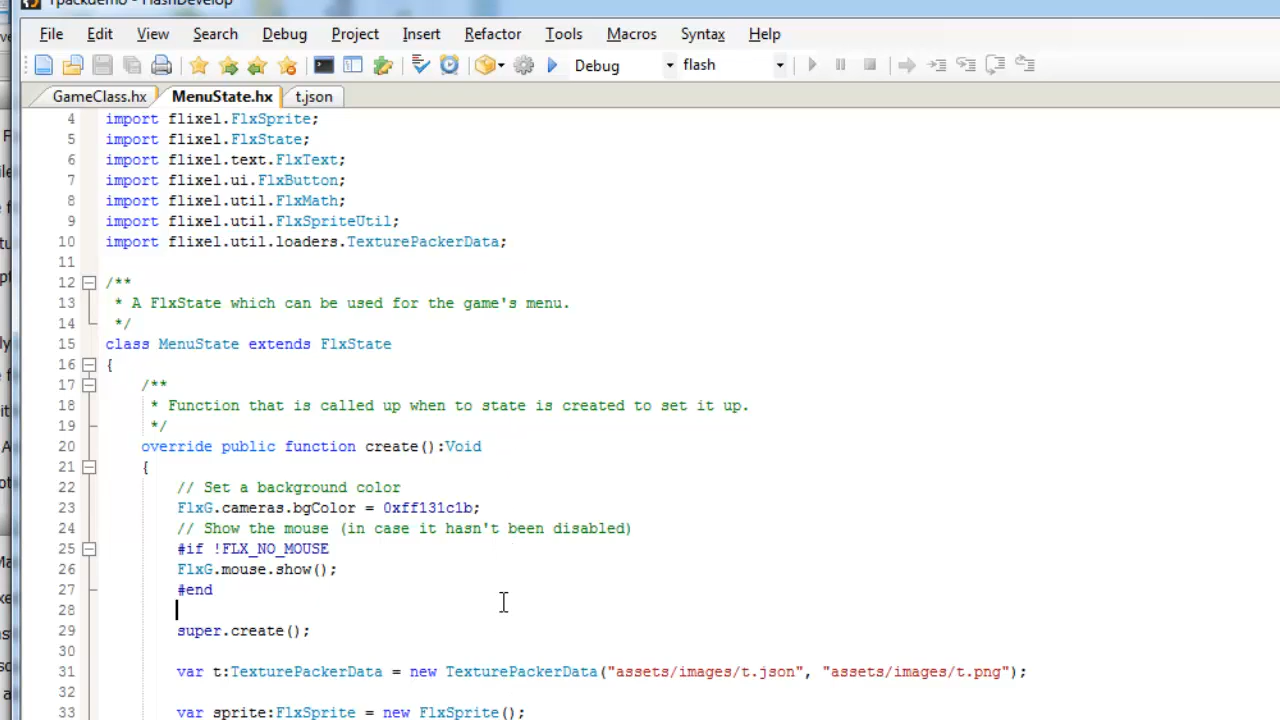 Tpackdemo - FlashDevelop
File Edit View Search Debug Project Insert Refactor Tools Macros Syntax Help
Debug flash
GameClass.hx MenuState.hx t.json
4 import flixel.FlxSprite;
5 import flixel.FlxState;
6 import flixel.text.FlxText;
7 import flixel.ui.FlxButton;
8 import flixel.util.FlxMath;
9 import flixel.util.FlxSpriteUtil;
10 import flixel.util.loaders.TexturePackerData;
11
12 /**
13 * A FlxState which can be used for the game's menu.
14 */
15 class MenuState extends FlxState
16 {
17 /**
18 * Function that is called up when to state is created to set it up.
19 */
20 override public function create():Void
21 {
22 // Set a background color
23 FlxG.cameras.bgColor = 0xff131c1b;
24 // Show the mouse (in case it hasn't been disabled)
25 #if !FLX_NO_MOUSE
26 FlxG.mouse.show();
27 #end
28
29 super.create();
30
31 var t:TexturePackerData = new TexturePackerData("assets/images/t.json", "assets/images/t.png");
32
33 var sprite:FlxSprite = new FlxSprite();